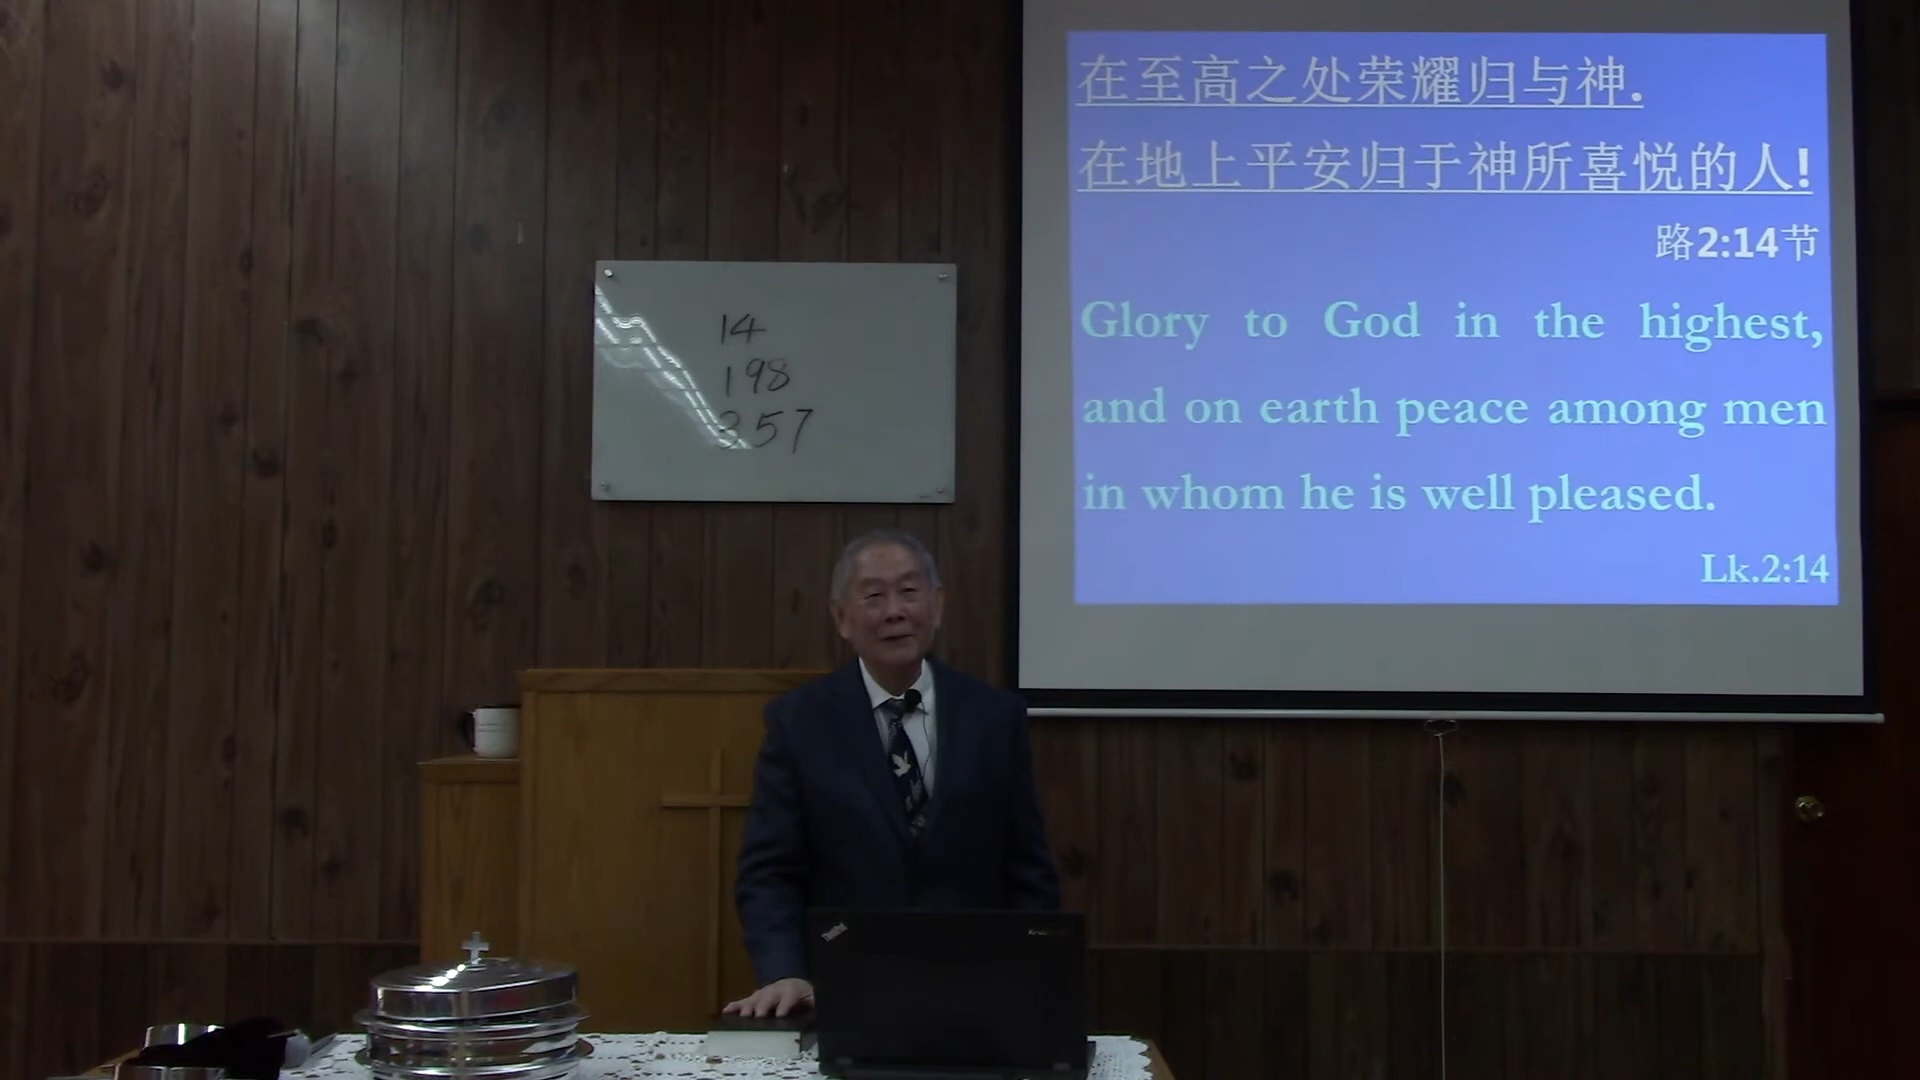 在至高之处荣耀归与神.
在地上平安归于神所喜悦的人!
路2:14节
Glory to God in the highest,
and on earth peace among men
in whom he is well pleased.
Lk.2:14
14
198
357
ThinkPad